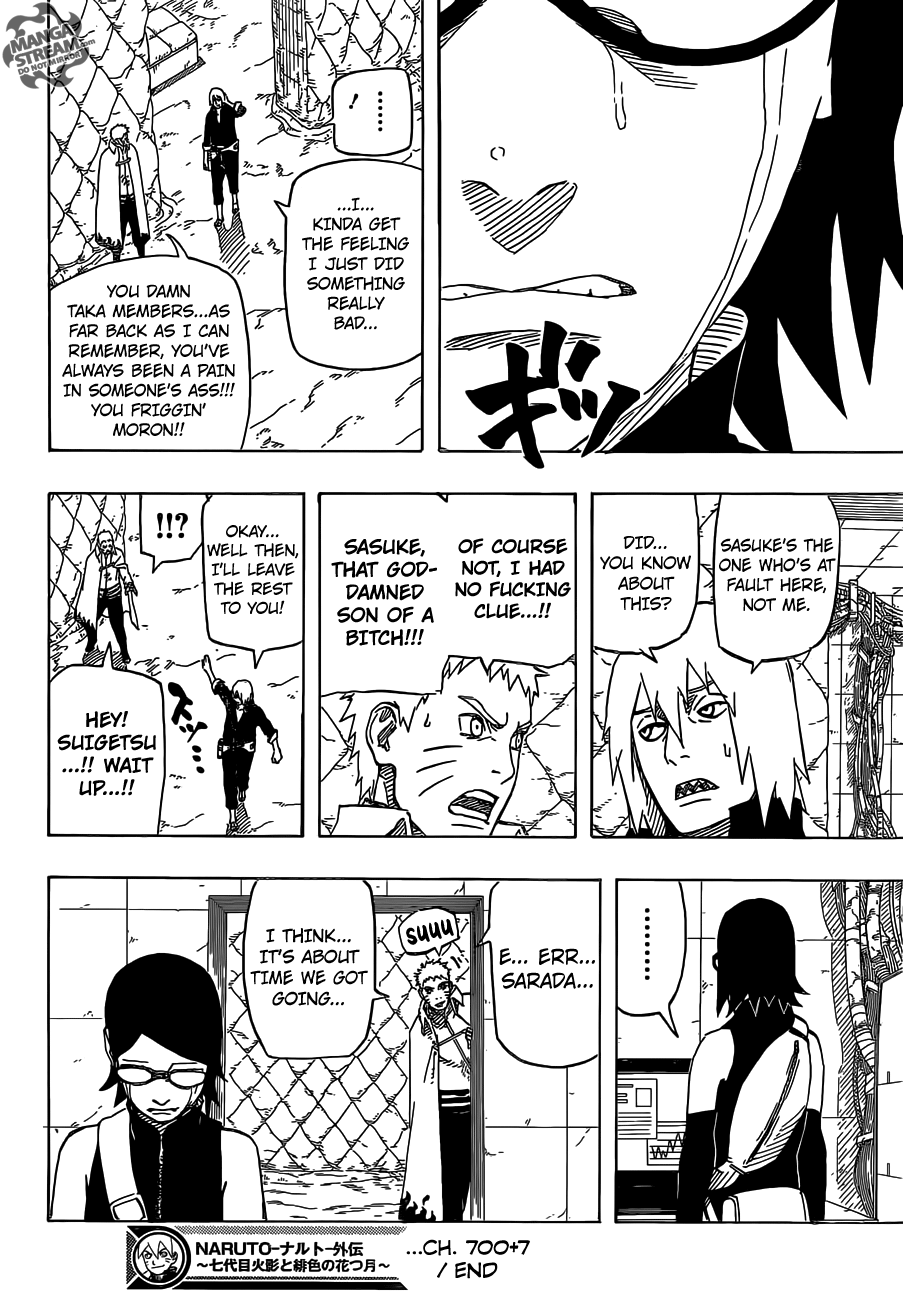 MANGA
STREAM.com
DO NOT MIRROR!
ギリッ
.......!
...I...
KINDA GET
THE FEELING
I JUST DID
SOMETHING
REALLY
BAD...
YOU DAMN
TAKA MEMBERS...AS
FAR BACK AS I CAN
REMEMBER, YOU'VE
ALWAYS BEEN A PAIN
IN SOMEONE'S ASS!!!
YOU FRIGGIN'
MORON!!
SASUKE'S THE
ONE WHO'S AT
FAULT HERE,
NOT ME.
DID...
YOU KNOW
ABOUT
THIS?
OF COURSE
NOT, I HAD
NO FUCKING
CLUE...!!
SASUKE,
THAT GOD-
DAMNED
SON OF A
BITCH!!!
OKAY...
WELL THEN,
I'LL LEAVE
THE REST
TO YOU!
!!?
HEY!
SUIGETSU
...!! WAIT
UP...!!
.......
E... ERR...
SARADA...
SUUU
I THINK...
IT'S ABOUT
TIME WE GOT
GOING...
NARUTO-ナルト-外伝
~七代目火影と緋色の花つ月~
...CH. 700+7
/ END